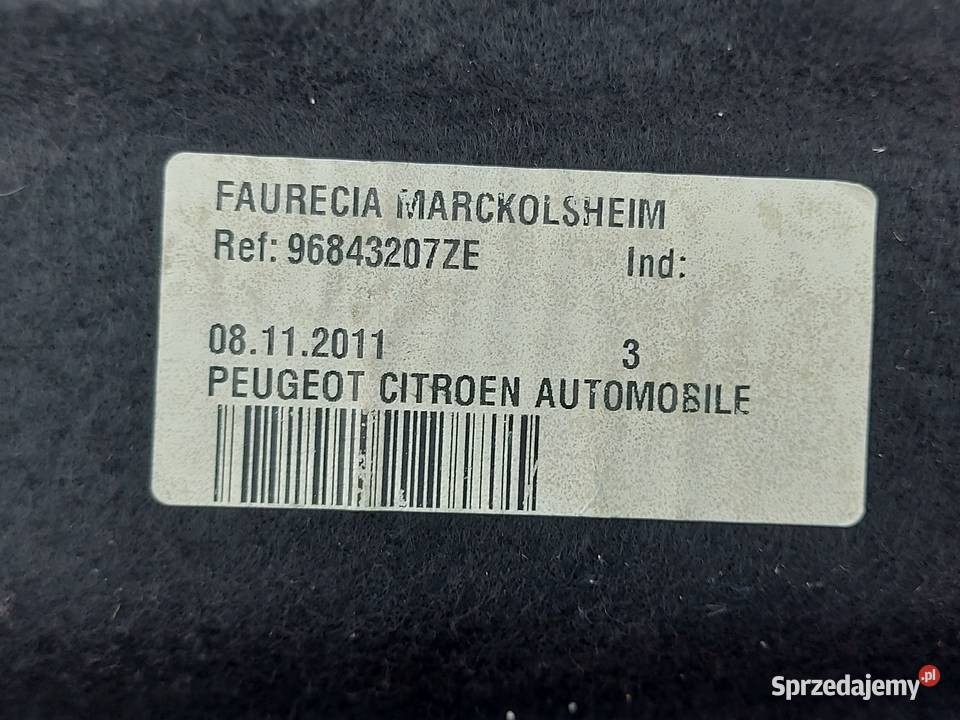 FAURECIA MARCKOLSHEIM
Ref: 96843207ZE Ind:
08.11.2011 3
PEUGEOT CITROEN AUTOMOBILE
Sprzedajemy.pl